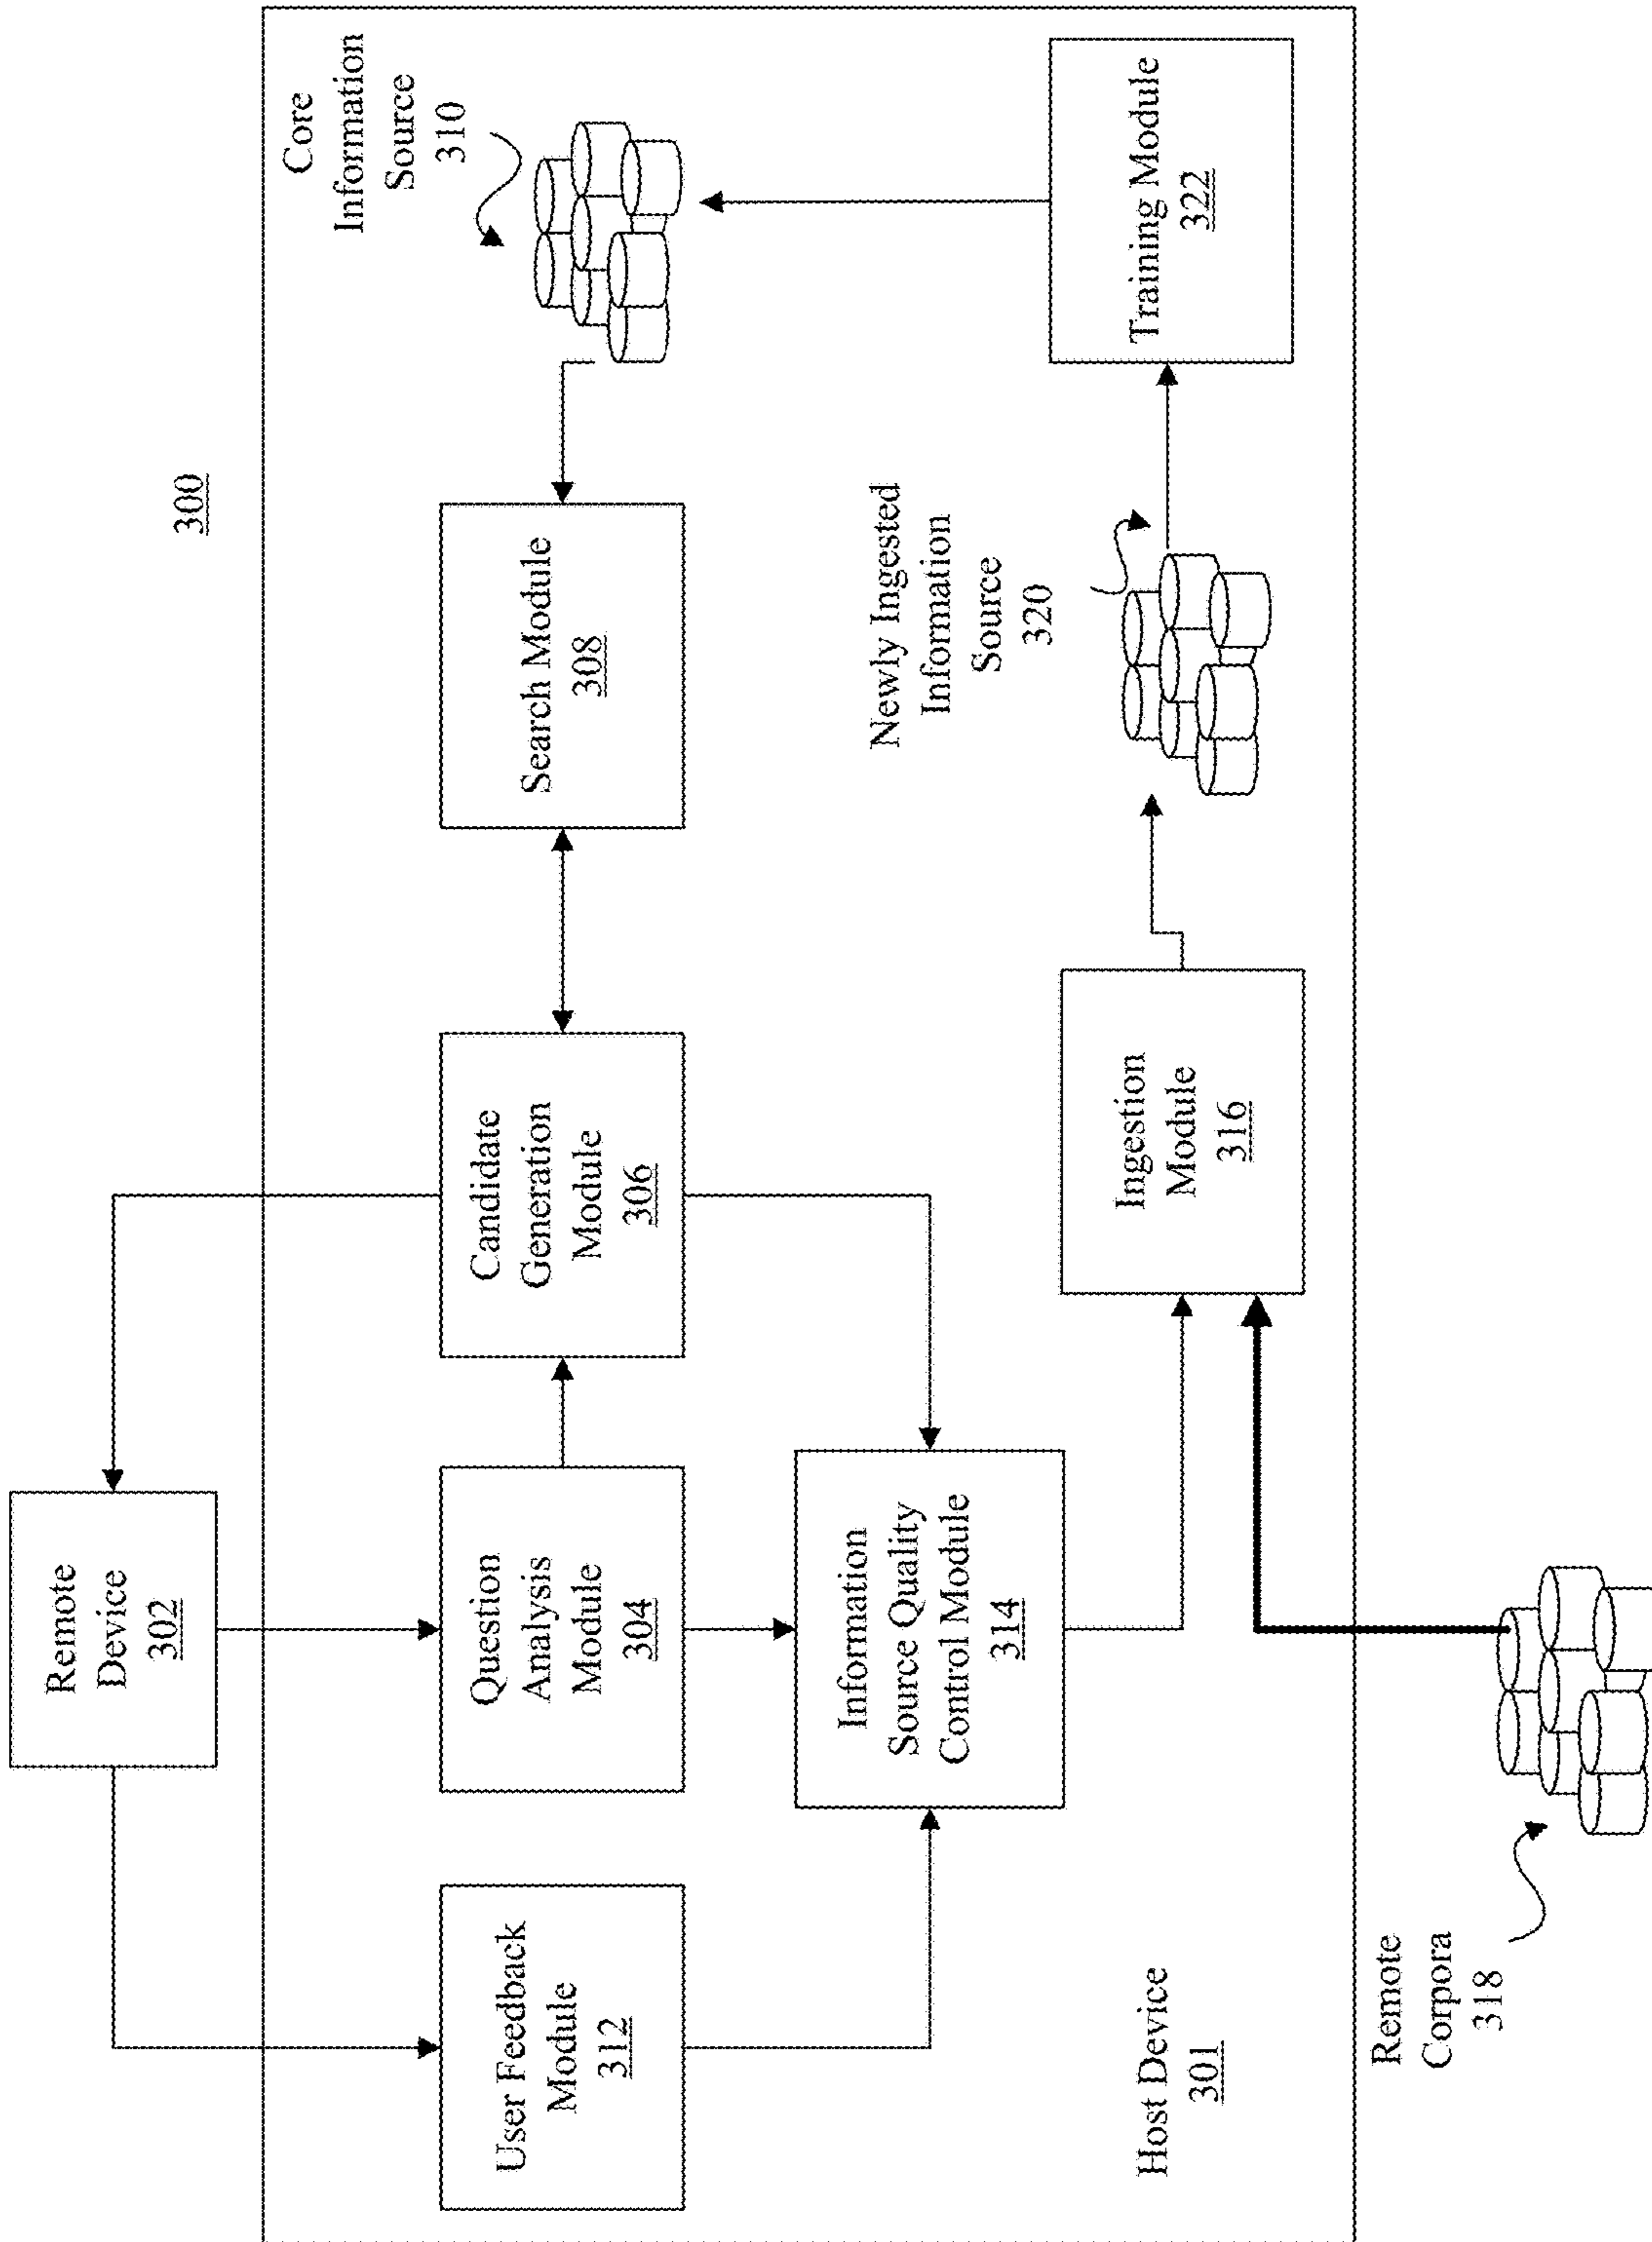 300
Remote
Device
302
User Feedback
Module
312
Question
Analysis
Module
304
Candidate
Generation
Module
306
Search Module
308
Core
Information
Source
310
Information
Source Quality
Control Module
314
Ingestion
Module
316
Newly Ingested
Information
Source
320
Training Module
322
Host Device
301
Remote
Corpora
318